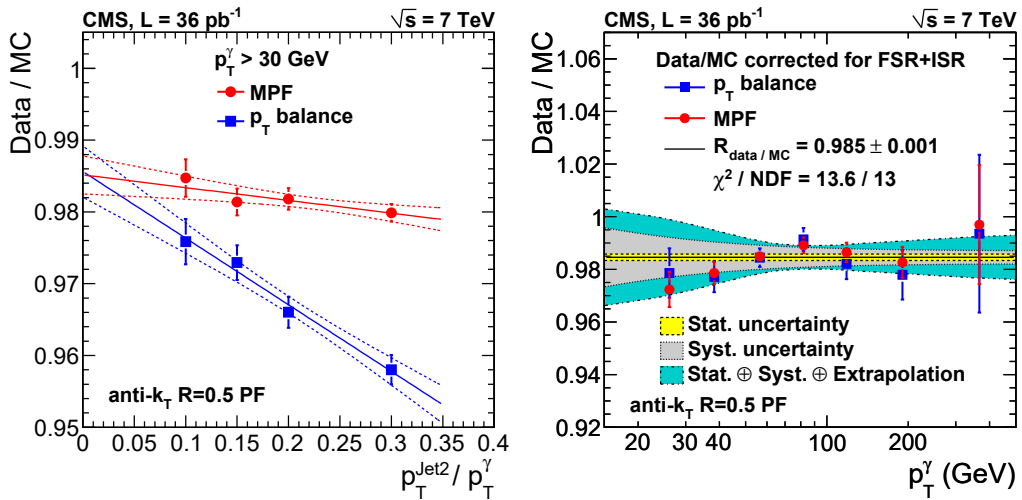 CMS, L = 36 pb⁻¹ √s = 7 TeV
Data / MC
p_T^γ > 30 GeV
MPF
p_T balance
anti-k_T R=0.5 PF
1
0.99
0.98
0.97
0.96
0.95
0 0.05 0.1 0.15 0.2 0.25 0.3 0.35 0.4
p_T^Jet2 / p_T^γ
CMS, L = 36 pb⁻¹ √s = 7 TeV
Data / MC
Data/MC corrected for FSR+ISR
p_T balance
MPF
R_data / MC = 0.985 ± 0.001
χ² / NDF = 13.6 / 13
Stat. uncertainty
Syst. uncertainty
Stat. ⊕ Syst. ⊕ Extrapolation
anti-k_T R=0.5 PF
1.06
1.04
1.02
1
0.98
0.96
0.94
0.92
20 30 40 100 200
p_T^γ (GeV)